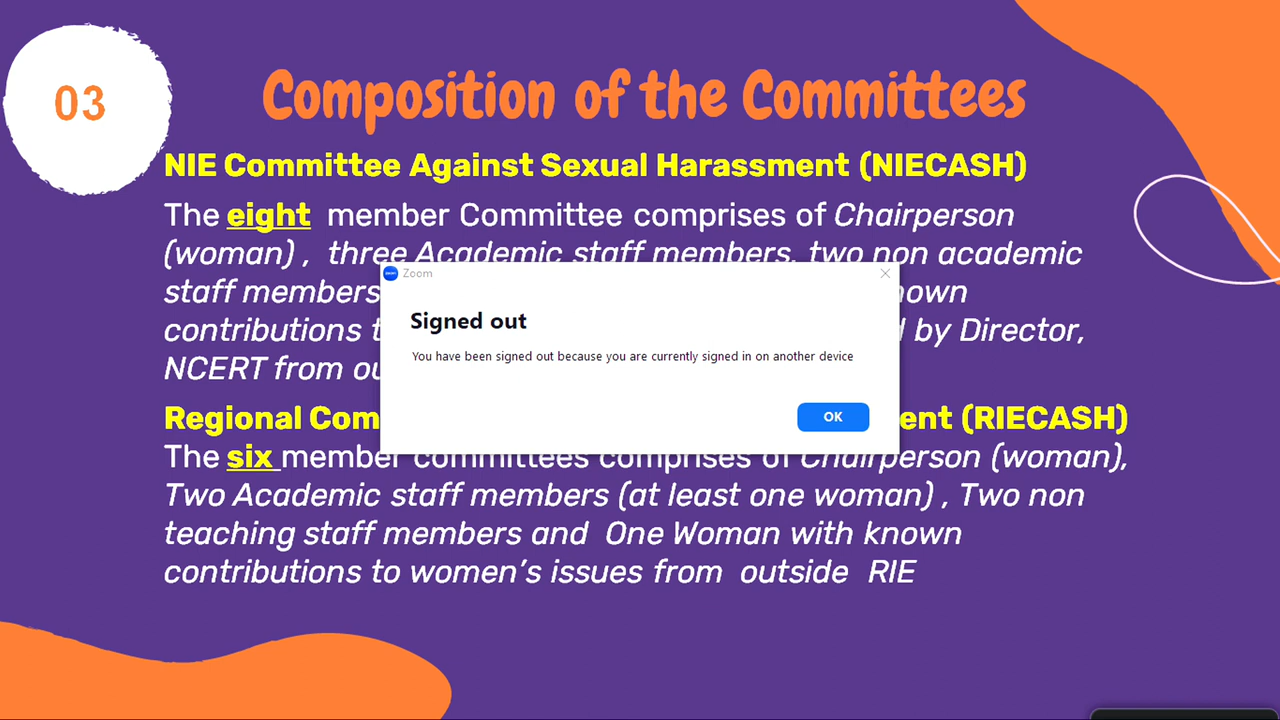 03
Composition of the Committees
NIE Committee Against Sexual Harassment (NIECASH)
The eight member Committee comprises of Chairperson
(woman) , three Academic staff members, two non academic
staff members nown
contributions t d by Director,
NCERT from ou
Zoom
Signed out
You have been signed out because you are currently signed in on another device
OK
Regional Com ent (RIECASH)
The six member committees comprises of Chairperson (woman),
Two Academic staff members (at least one woman) , Two non
teaching staff members and One Woman with known
contributions to women's issues from outside RIE